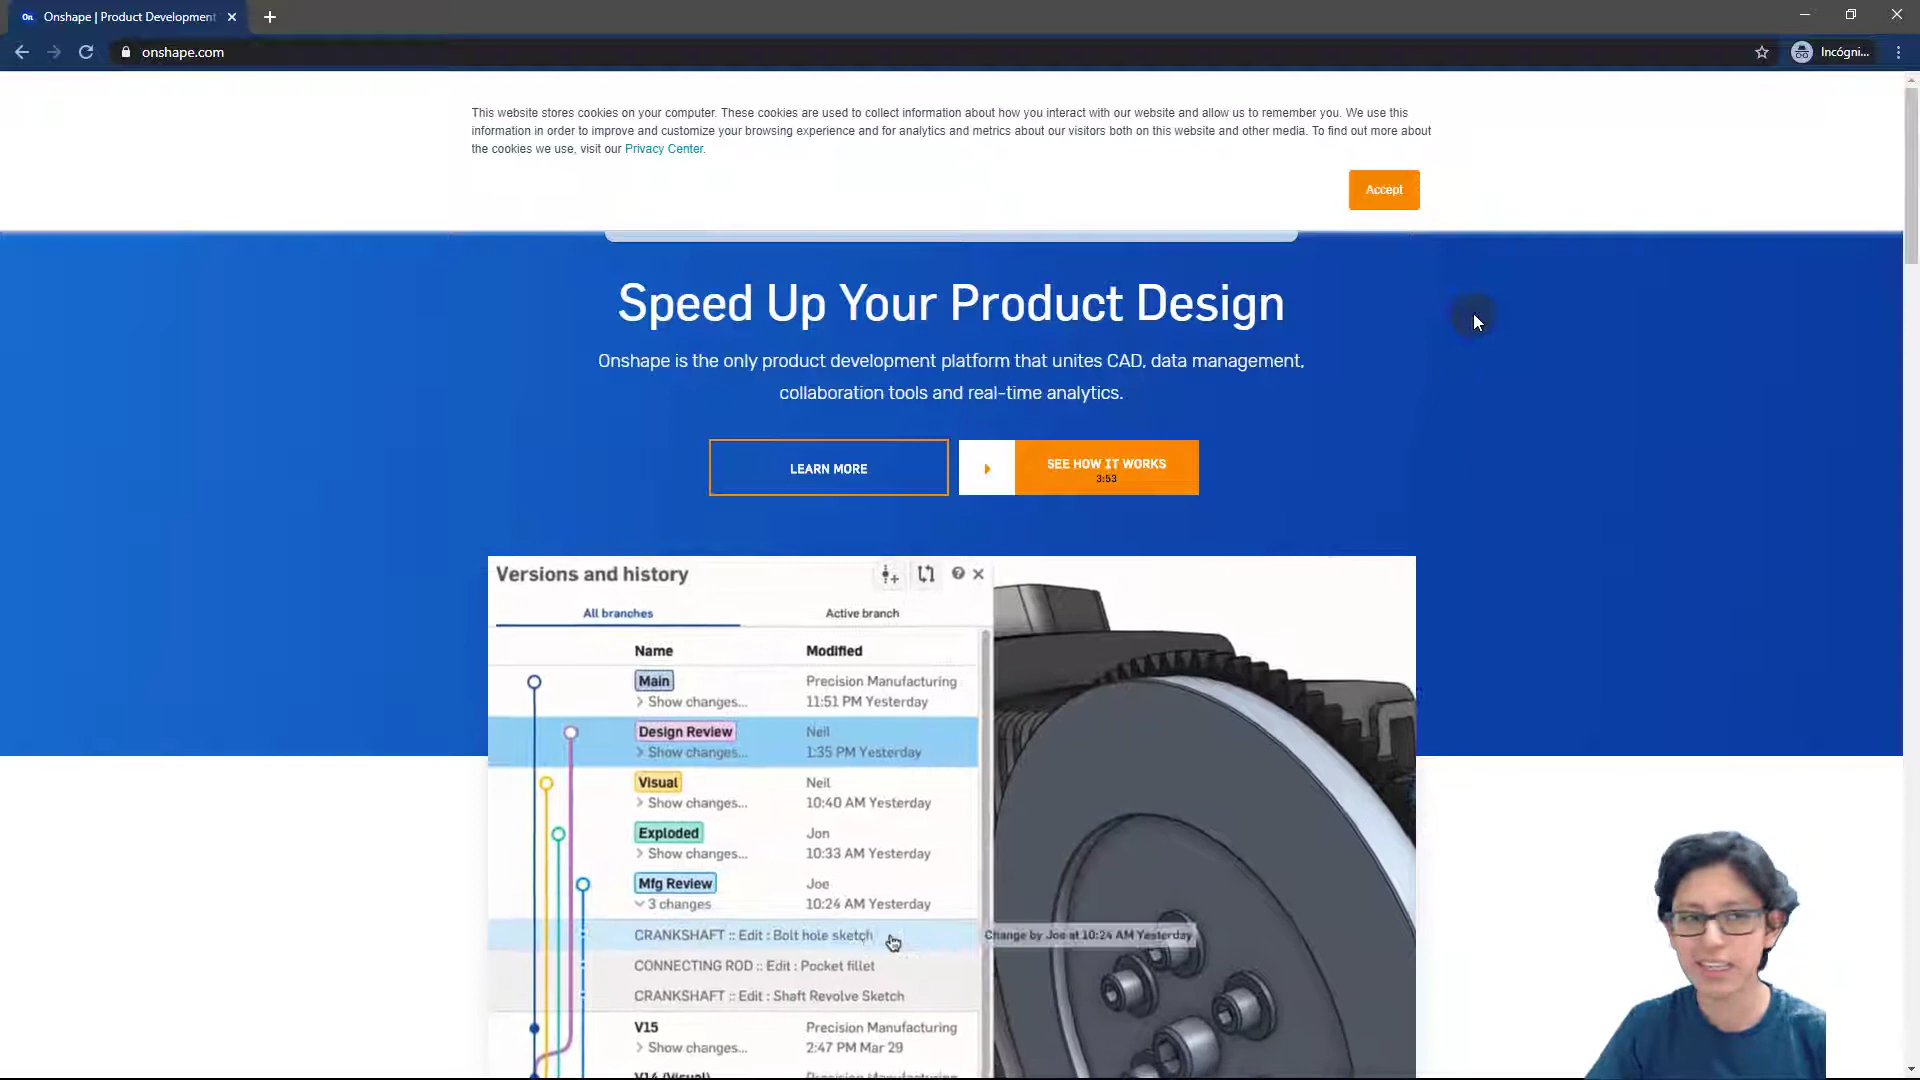 On Onshape | Product Development
onshape.com
Incógni...
This website stores cookies on your computer. These cookies are used to collect information about how you interact with our website and allow us to remember you. We use this
information in order to improve and customize your browsing experience and for analytics and metrics about our visitors both on this website and other media. To find out more about
the cookies we use, visit our Privacy Center.
Accept
Speed Up Your Product Design
Onshape is the only product development platform that unites CAD, data management,
collaboration tools and real-time analytics.
LEARN MORE
SEE HOW IT WORKS
3:53
Versions and history
All branches Active branch
Name Modified
Main Precision Manufacturing
Show changes... 11:51 PM Yesterday
Design Review Neil
Show changes... 1:35 PM Yesterday
Visual Neil
Show changes... 10:40 AM Yesterday
Exploded Jon
Show changes... 10:33 AM Yesterday
Mfg Review Joe
3 changes 10:24 AM Yesterday
CRANKSHAFT :: Edit : Bolt hole sketch Change by Joe at 10:24 AM Yesterday
CONNECTING ROD :: Edit : Pocket fillet
CRANKSHAFT :: Edit : Shaft Revolve Sketch
V15 Precision Manufacturing
Show changes... 2:47 PM Mar 29
V14 (Visual) Precision Manufacturing